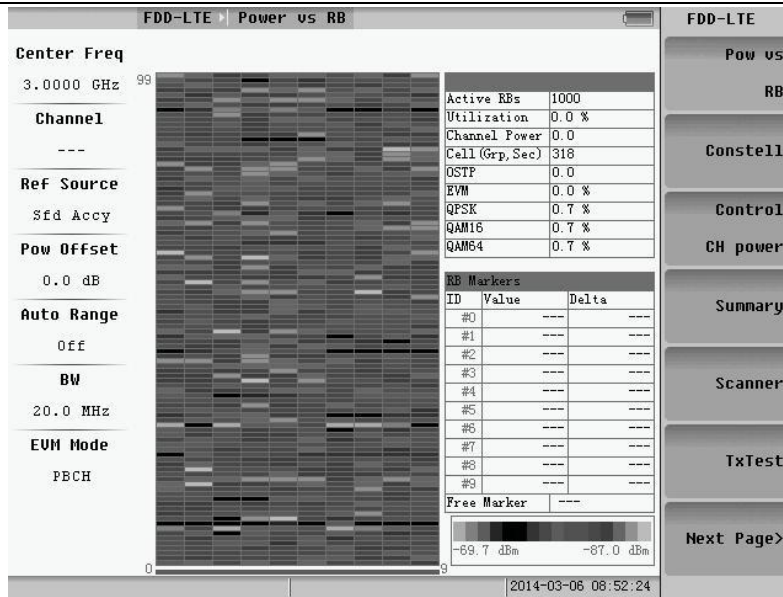 FDD-LTE Power vs RB
Center Freq
3.0000 GHz
Channel
---
Ref Source
Sfd Accy
Pow Offset
0.0 dB
Auto Range
Off
BW
20.0 MHz
EVM Mode
PBCH
99
0
9
Active RBs 1000
Utilization 0.0 %
Channel Power 0.0
Cell(Grp,Sec) 318
OSTP 0.0
EVM 0.0 %
QPSK 0.7 %
QAM16 0.7 %
QAM64 0.7 %
RB Markers
ID Value Delta
#0 --- ---
#1 --- ---
#2 --- ---
#3 --- ---
#4 --- ---
#5 --- ---
#6 --- ---
#7 --- ---
#8 --- ---
#9 --- ---
Free Marker ---
-69.7 dBm -87.0 dBm
2014-03-06 08:52:24
FDD-LTE
Pow vs
RB
Constell
Control
CH power
Summary
Scanner
TxTest
Next Page>